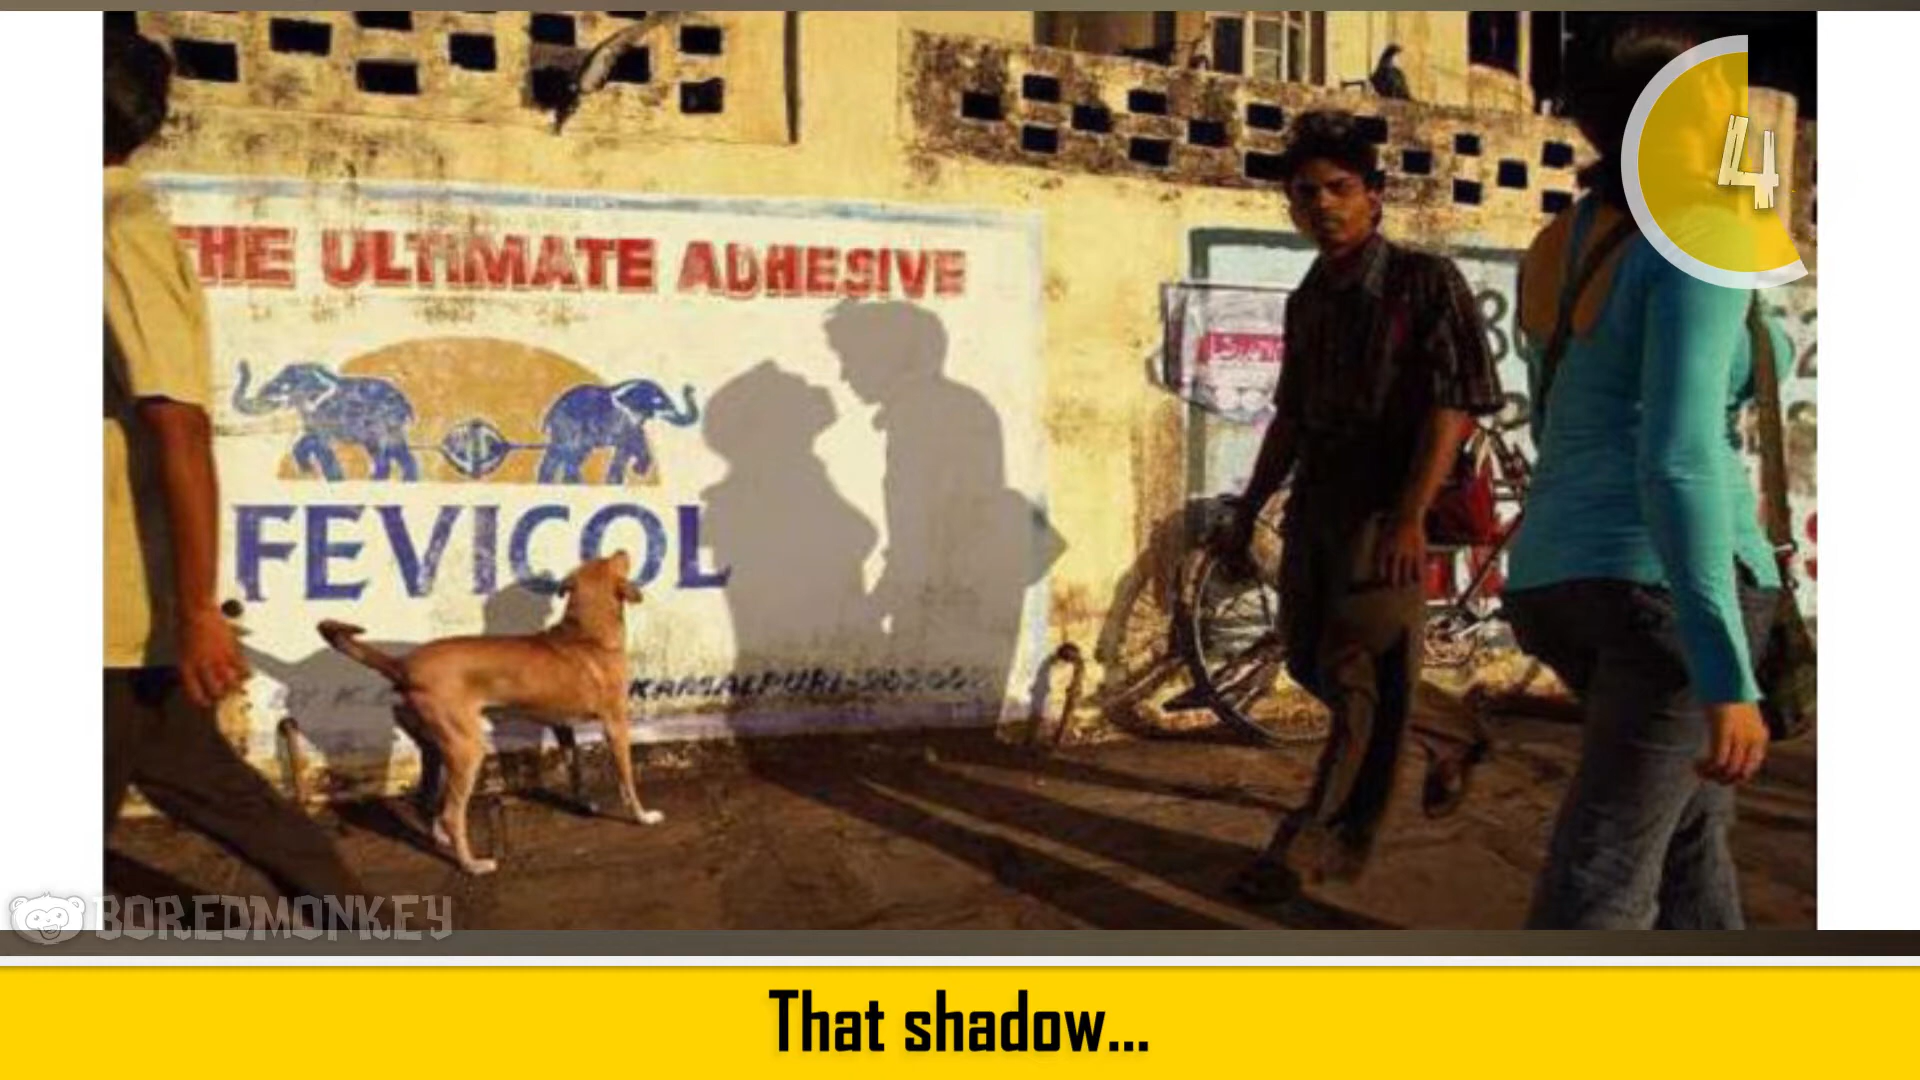 4
THE ULTIMATE ADHESIVE
FEVICOL
BOREDMONKEY
That shadow...